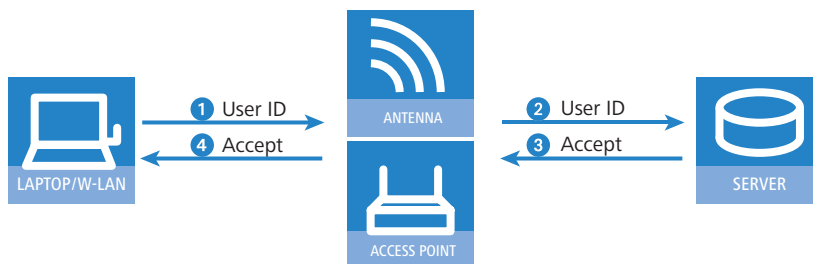 LAPTOP/W-LAN
1 User ID
4 Accept
ANTENNA
ACCESS POINT
2 User ID
3 Accept
SERVER